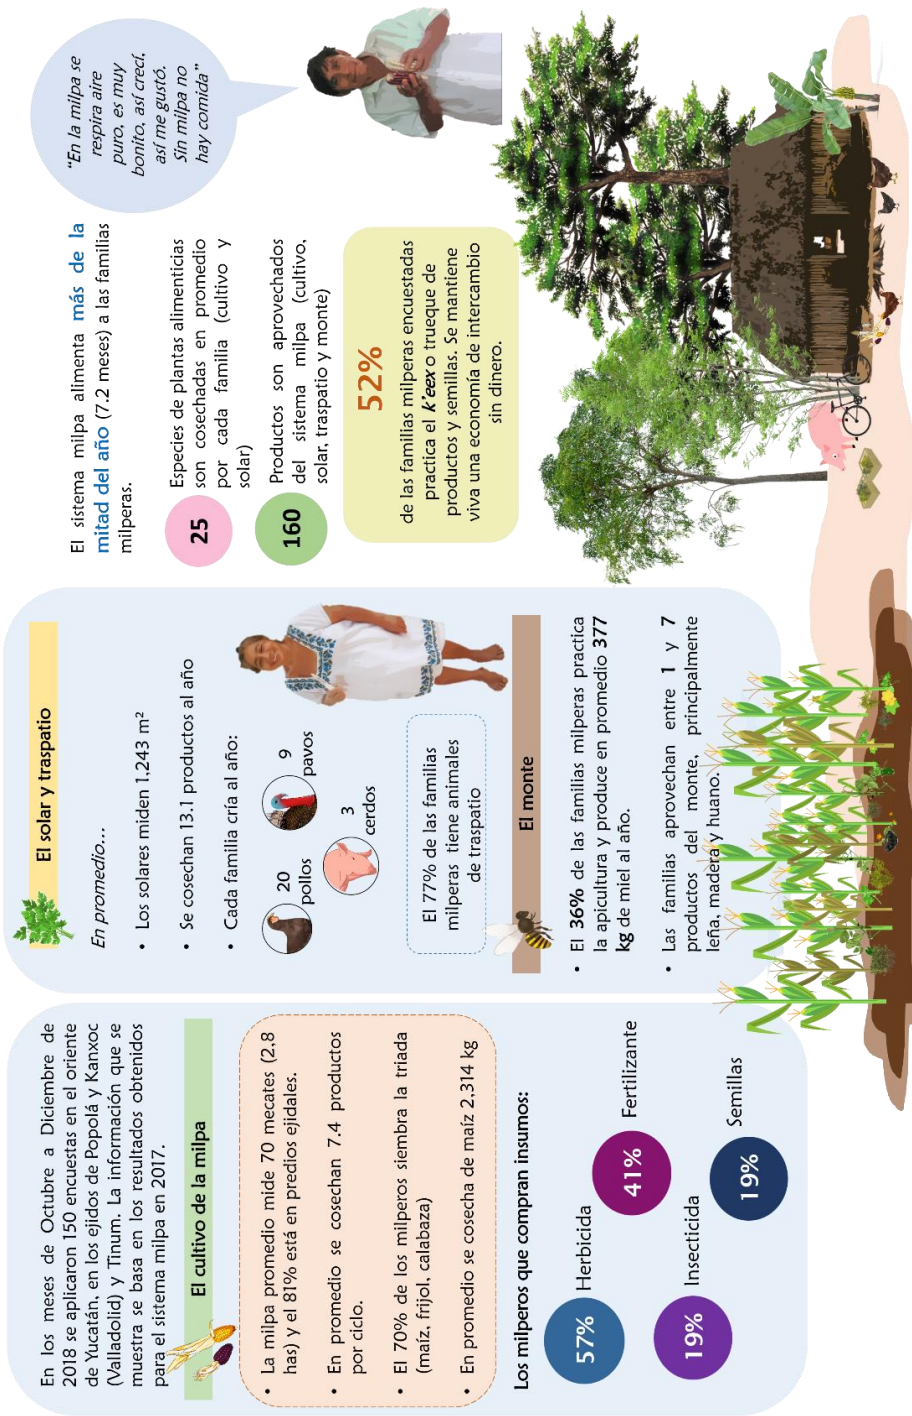 En los meses de Octubre a Diciembre de
2018 se aplicaron 150 encuestas en el oriente
de Yucatán, en los ejidos de Popolá y Kanxoc
(Valladolid) y Tinum. La información que se
muestra se basa en los resultados obtenidos
para el sistema milpa en 2017.
El cultivo de la milpa
• La milpa promedio mide 70 mecates (2,8
has) y el 81% está en predios ejidales.
• En promedio se cosechan 7.4 productos
por ciclo.
• El 70% de los milperos siembra la triada
(maíz, frijol, calabaza)
• En promedio se cosecha de maíz 2,314 kg
Los milperos que compran insumos:
57%
Herbicida
41%
Fertilizante
19%
Insecticida
19%
Semillas
El solar y traspatio
En promedio...
• Los solares miden 1,243 m²
• Se cosechan 13.1 productos al año
• Cada familia cría al año:
20
pollos
9
pavos
3
cerdos
El 77% de las familias
milperas tiene animales
de traspatio
El monte
• El 36% de las familias milperas practica
la apicultura y produce en promedio 377
kg de miel al año.
• Las familias aprovechan entre 1 y 7
productos del monte, principalmente
leña, madera y huano.
El sistema milpa alimenta más de la
mitad del año (7.2 meses) a las familias
milperas.
25
Especies de plantas alimenticias
son cosechadas en promedio
por cada familia (cultivo y
solar)
160
Productos son aprovechados
del sistema milpa (cultivo,
solar, traspatio y monte)
52%
de las familias milperas encuestadas
practica el k'eex o trueque de
productos y semillas. Se mantiene
viva una economía de intercambio
sin dinero.
"En la milpa se
respira aire
puro, es muy
bonito, así crecí,
así me gustó.
Sin milpa no
hay comida"